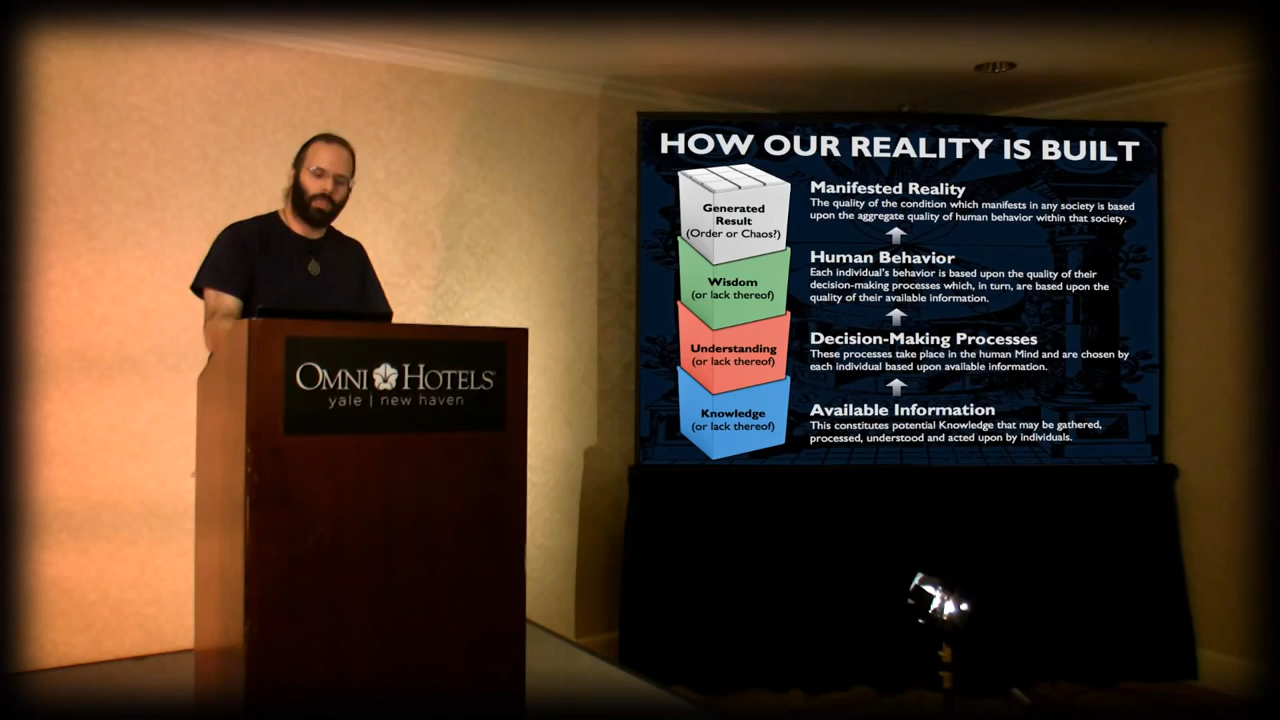 OMNI HOTELS
yale | new haven
HOW OUR REALITY IS BUILT
Generated
Result
(Order or Chaos?)
Manifested Reality
The quality of the condition which manifests in any society is based
upon the aggregate quality of human behavior within that society.
Wisdom
(or lack thereof)
Human Behavior
Each individual's behavior is based upon the quality of their
decision-making processes which, in turn, are based upon the
quality of their available information.
Understanding
(or lack thereof)
Decision-Making Processes
These processes take place in the human Mind and are chosen by
each individual based upon available information.
Knowledge
(or lack thereof)
Available Information
This constitutes potential Knowledge that may be gathered,
processed, understood and acted upon by individuals.